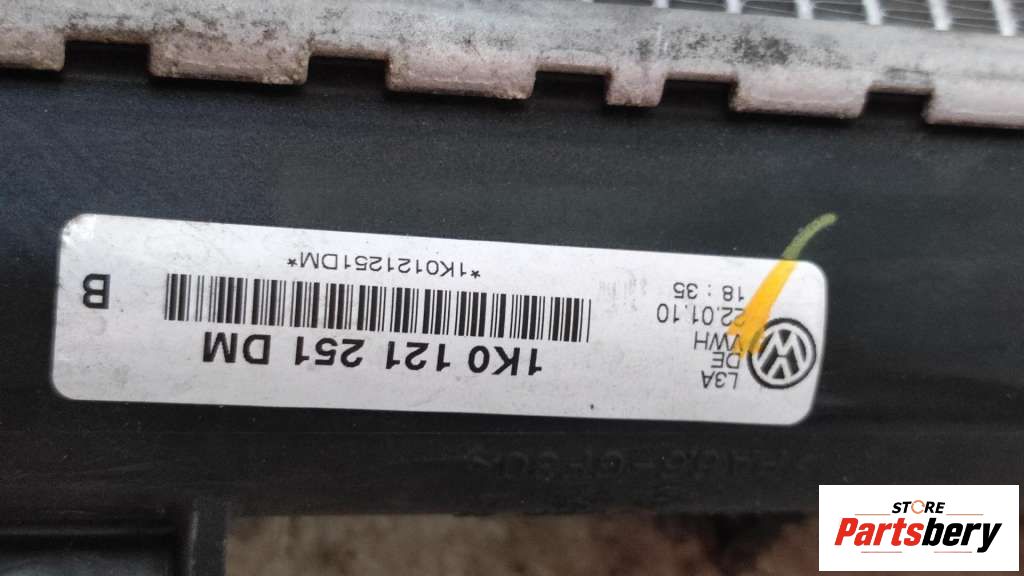 L3A
DE
VWH
22.01.10
18 : 35
1K0 121 251 DM
*1K0121251DM*
B
STORE
Partsbery